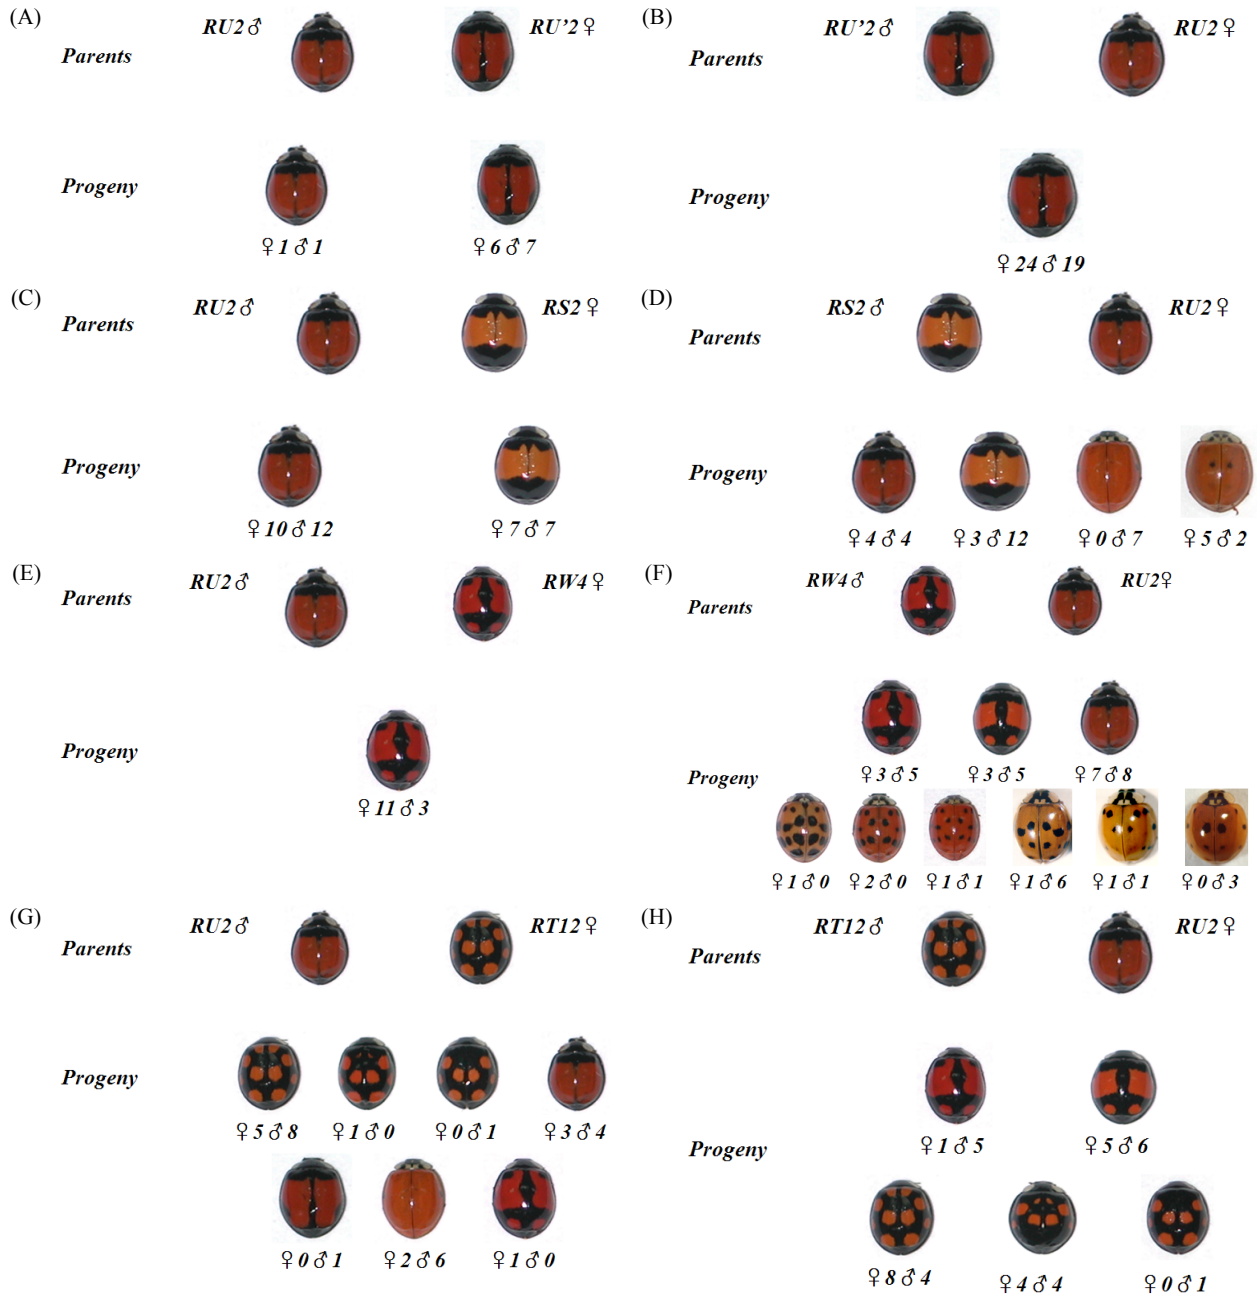 (A)
RU2♂ RU'2♀
Parents
Progeny
♀1♂1 ♀6♂7
(B)
RU'2♂ RU2♀
Parents
Progeny
♀24♂19
(C)
RU2♂ RS2♀
Parents
Progeny
♀10♂12 ♀7♂7
(D)
RS2♂ RU2♀
Parents
Progeny
♀4♂4 ♀3♂12 ♀0♂7 ♀5♂2
(E)
RU2♂ RW4♀
Parents
Progeny
♀11♂3
(F)
RW4♂ RU2♀
Parents
♀3♂5 ♀3♂5 ♀7♂8
Progeny
♀1♂0 ♀2♂0 ♀1♂1 ♀1♂6 ♀1♂1 ♀0♂3
(G)
RU2♂ RT12♀
Parents
Progeny
♀5♂8 ♀1♂0 ♀0♂1 ♀3♂4
♀0♂1 ♀2♂6 ♀1♂0
(H)
RT12♂ RU2♀
Parents
♀1♂5 ♀5♂6
Progeny
♀8♂4 ♀4♂4 ♀0♂1